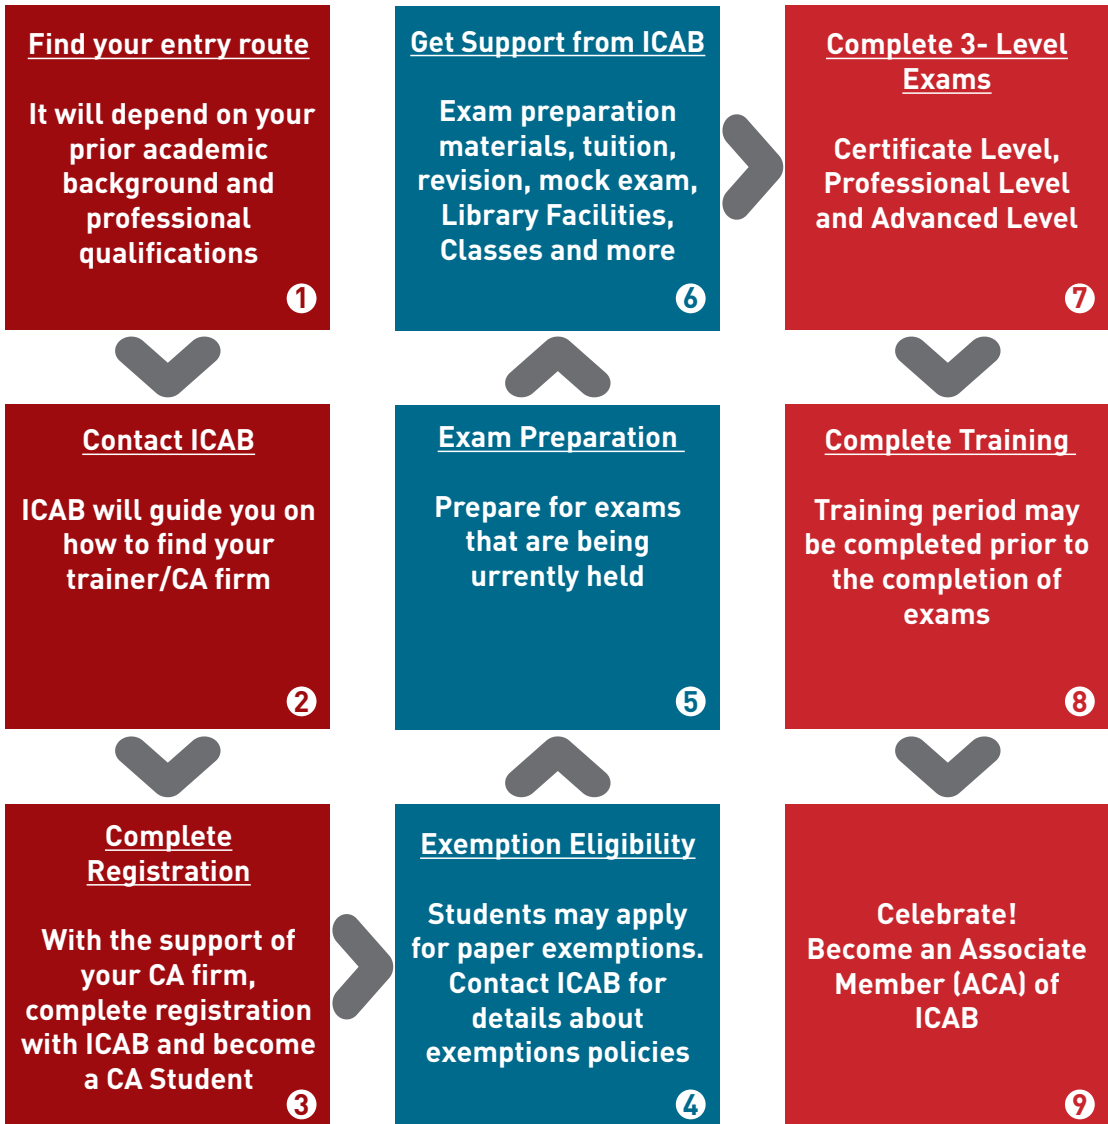 Find your entry route
It will depend on your
prior academic
background and
professional
qualifications
1
Contact ICAB
ICAB will guide you on
how to find your
trainer/CA firm
2
Complete
Registration
With the support of
your CA firm,
complete registration
with ICAB and become
a CA Student
3
Exemption Eligibility
Students may apply
for paper exemptions.
Contact ICAB for
details about
exemptions policies
4
Exam Preparation
Prepare for exams
that are being
urrently held
5
Get Support from ICAB
Exam preparation
materials, tuition,
revision, mock exam,
Library Facilities,
Classes and more
6
Complete 3- Level
Exams
Certificate Level,
Professional Level
and Advanced Level
7
Complete Training
Training period may
be completed prior to
the completion of
exams
8
Celebrate!
Become an Associate
Member (ACA) of
ICAB
9